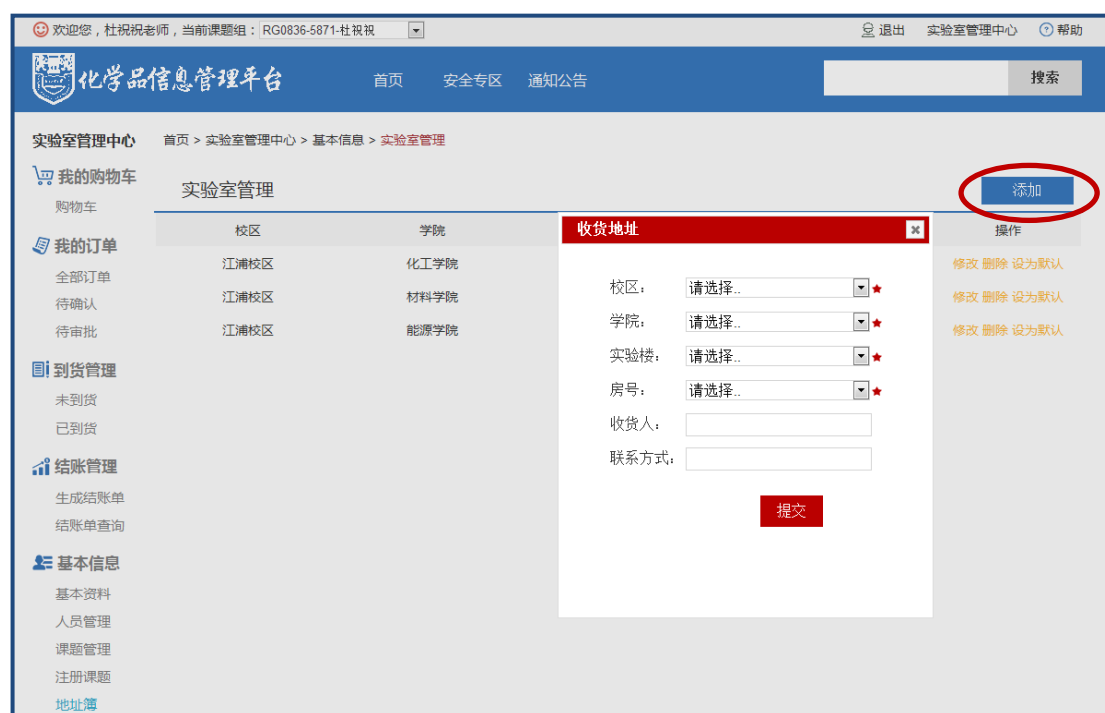 欢迎您，杜祝祝老师，当前课题组：RG0836-5871-杜祝祝 退出 实验室管理中心 帮助
化学品信息管理平台 首页 安全专区 通知公告 搜索
实验室管理中心 首页 > 实验室管理中心 > 基本信息 > 实验室管理
我的购物车
购物车
实验室管理 添加
校区 学院 操作
江浦校区 化工学院 修改 删除 设为默认
江浦校区 材料学院 修改 删除 设为默认
江浦校区 能源学院 修改 删除 设为默认
我的订单
全部订单
待确认
待审批
到货管理
未到货
已到货
结账管理
生成结账单
结账单查询
基本信息
基本资料
人员管理
课题管理
注册课题
地址簿
收货地址
校区： 请选择.. ★
学院： 请选择.. ★
实验楼： 请选择.. ★
房号： 请选择.. ★
收货人：
联系方式：
提交